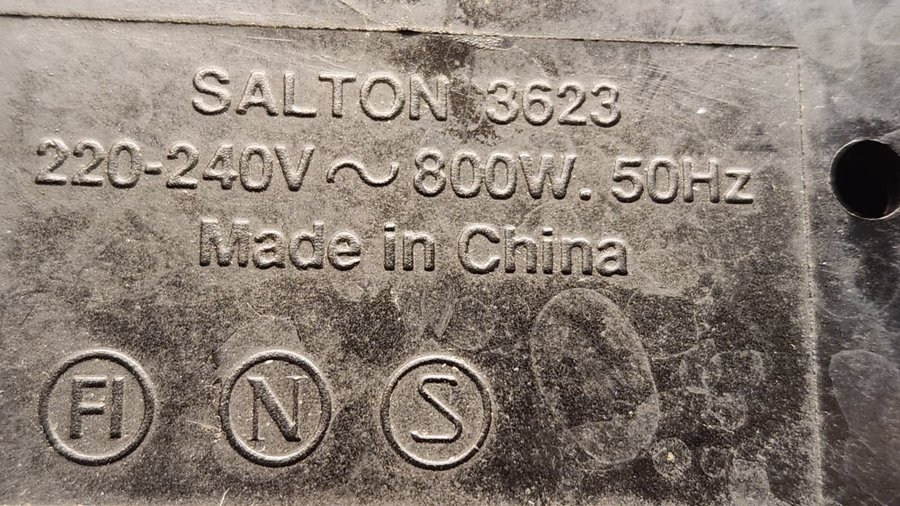 SALTON 3623
220-240V ~ 800W. 50Hz
Made in China
FI N S